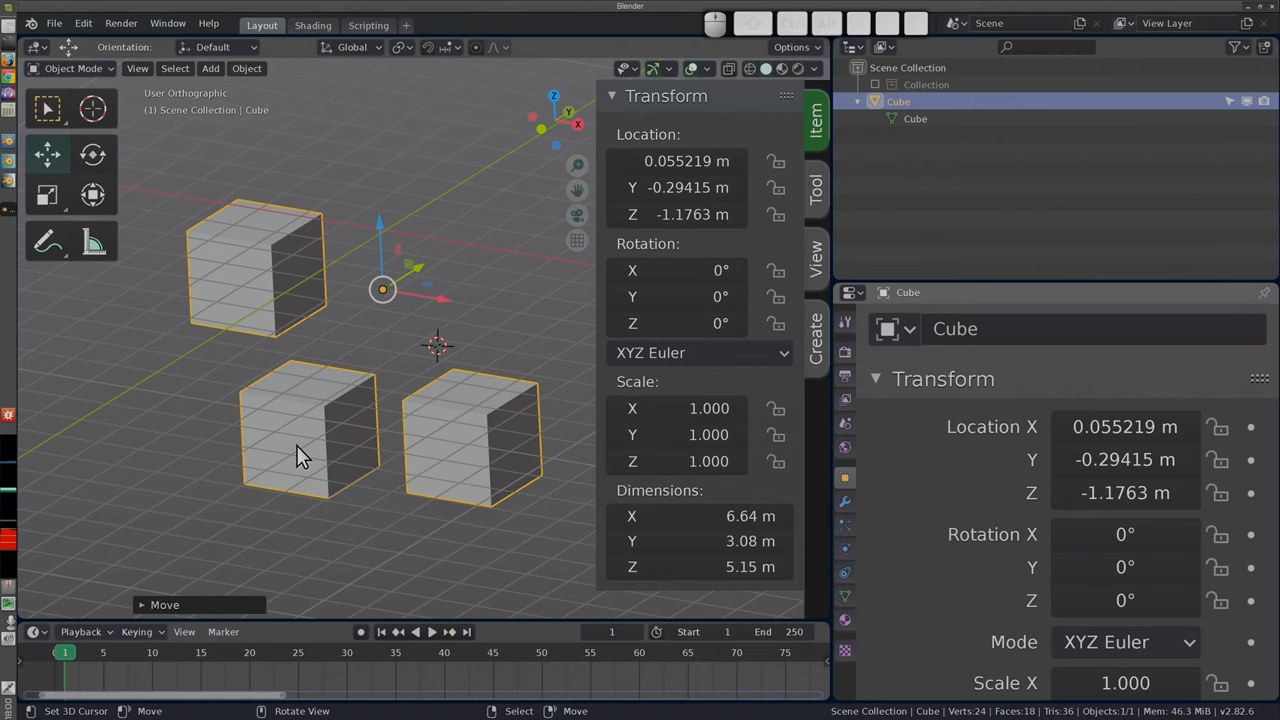 Blender
File
Edit
Render
Window
Help
Layout
Shading
Scripting
+
Ctrl
Alt
Scene
View Layer
Orientation:
Default
Global
Options
Object Mode
View
Select
Add
Object
User Orthographic
(1) Scene Collection | Cube
Z
Y
X
Transform
Location:
0.055219 m
Y -0.29415 m
Z -1.1763 m
Rotation:
X 0°
Y 0°
Z 0°
XYZ Euler
Scale:
X 1.000
Y 1.000
Z 1.000
Dimensions:
X 6.64 m
Y 3.08 m
Z 5.15 m
Item
Tool
View
Create
Move
Scene Collection
Collection
Cube
Cube
Cube
Cube
Transform
Location X 0.055219 m
Y -0.29415 m
Z -1.1763 m
Rotation X 0°
Y 0°
Z 0°
Mode XYZ Euler
Scale X 1.000
Playback
Keying
View
Marker
1
Start 1
End 250
1 5 10 15 20 25 30 35 40 45 50 55 60 65 70 75
Set 3D Cursor
Move
Rotate View
Select
Move
Scene Collection | Cube | Verts:24 | Faces:18 | Tris:36 | Objects:1/1 | Mem: 46.3 MiB | v2.82.6